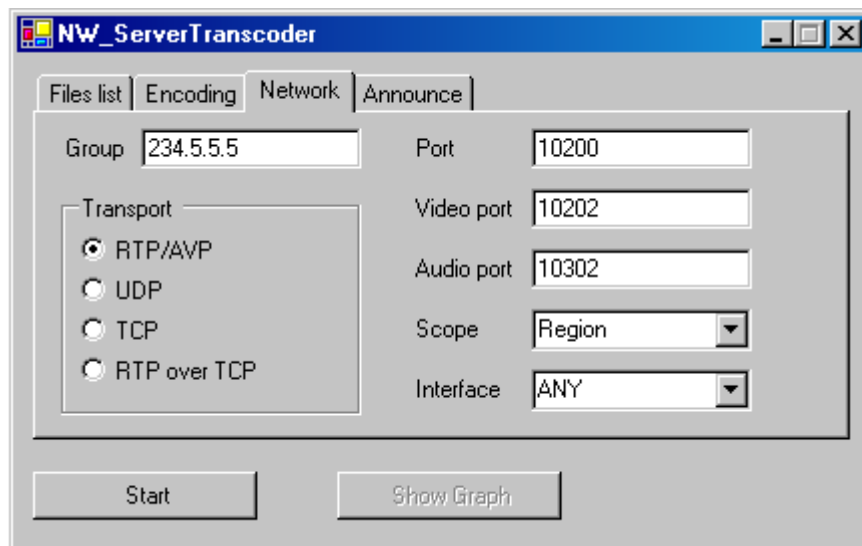 NW_ServerTranscoder
Files list Encoding Network Announce
Group 234.5.5.5
Transport
RTP/AVP
UDP
TCP
RTP over TCP
Port 10200
Video port 10202
Audio port 10302
Scope Region
Interface ANY
Start Show Graph